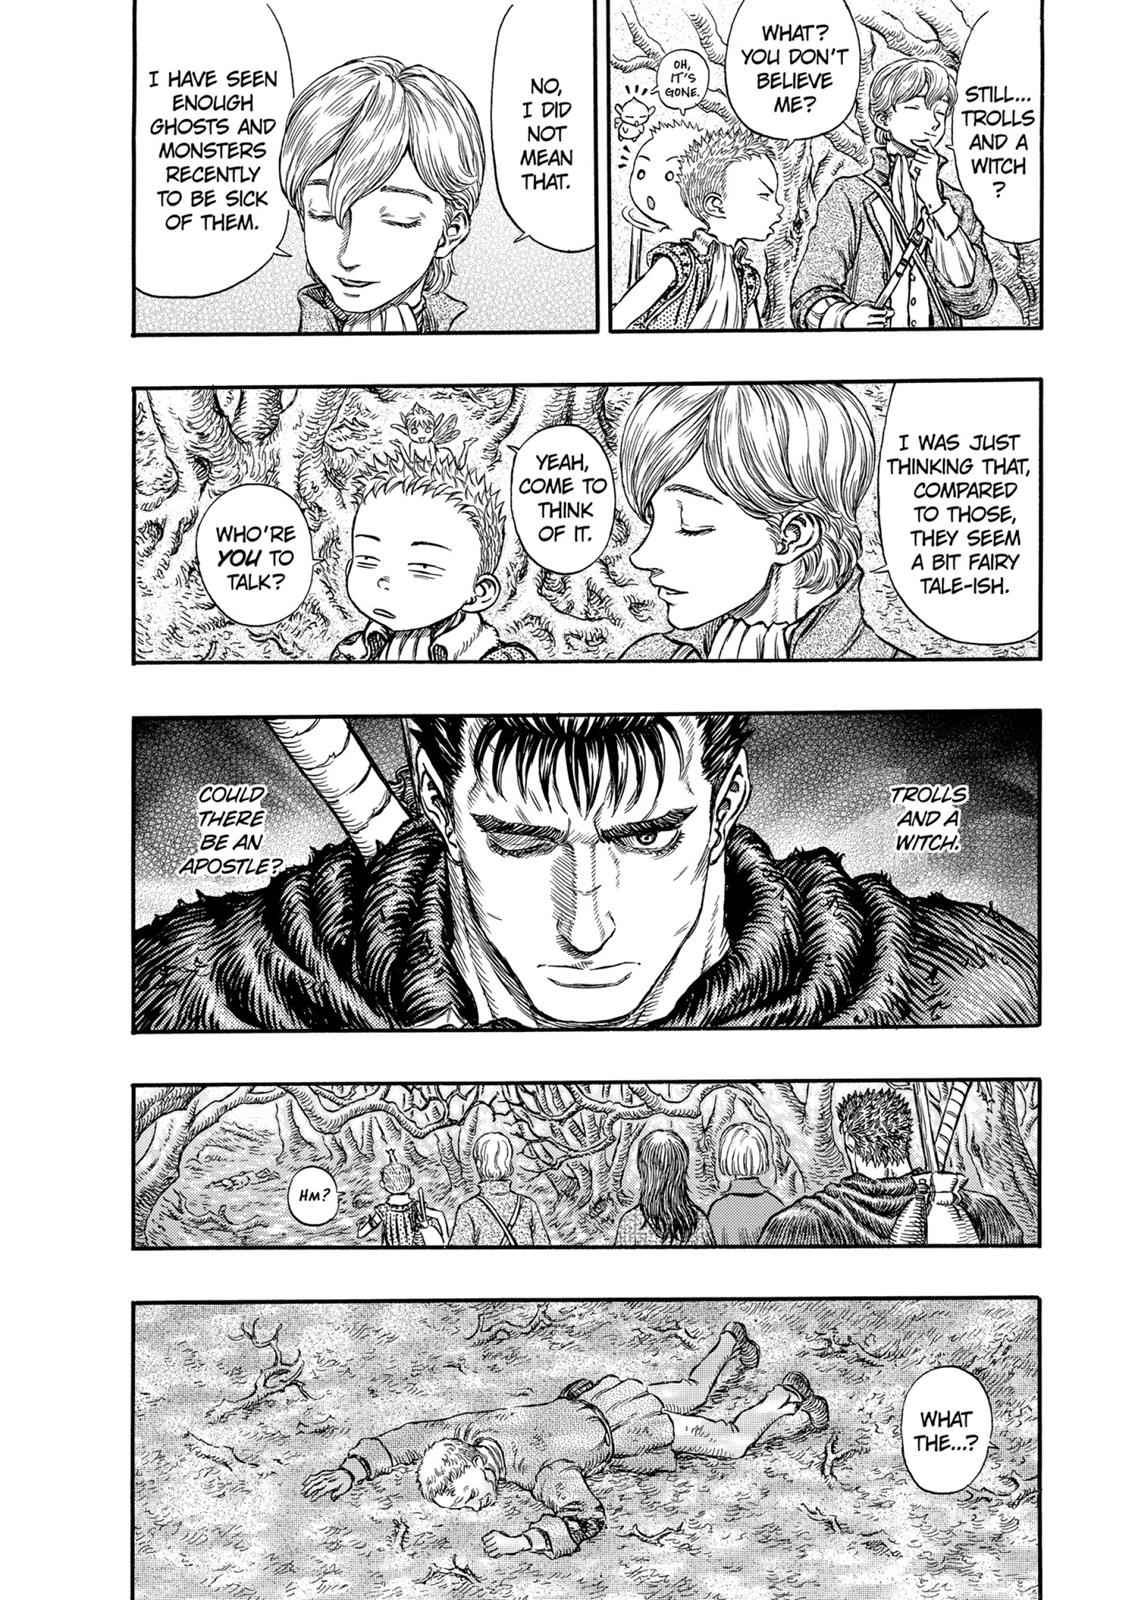 STILL...
TROLLS
AND A
WITCH
?
WHAT?
YOU DON'T
BELIEVE
ME?
OH,
IT'S
GONE.
NO,
I DID
NOT
MEAN
THAT.
I HAVE SEEN
ENOUGH
GHOSTS AND
MONSTERS
RECENTLY
TO BE SICK
OF THEM.
I WAS JUST
THINKING THAT,
COMPARED
TO THOSE,
THEY SEEM
A BIT FAIRY
TALE-ISH.
YEAH,
COME TO
THINK
OF IT.
WHO'RE
YOU TO
TALK?
TROLLS
AND A
WITCH.
COULD
THERE
BE AN
APOSTLE?
HM?
WHAT
THE...?